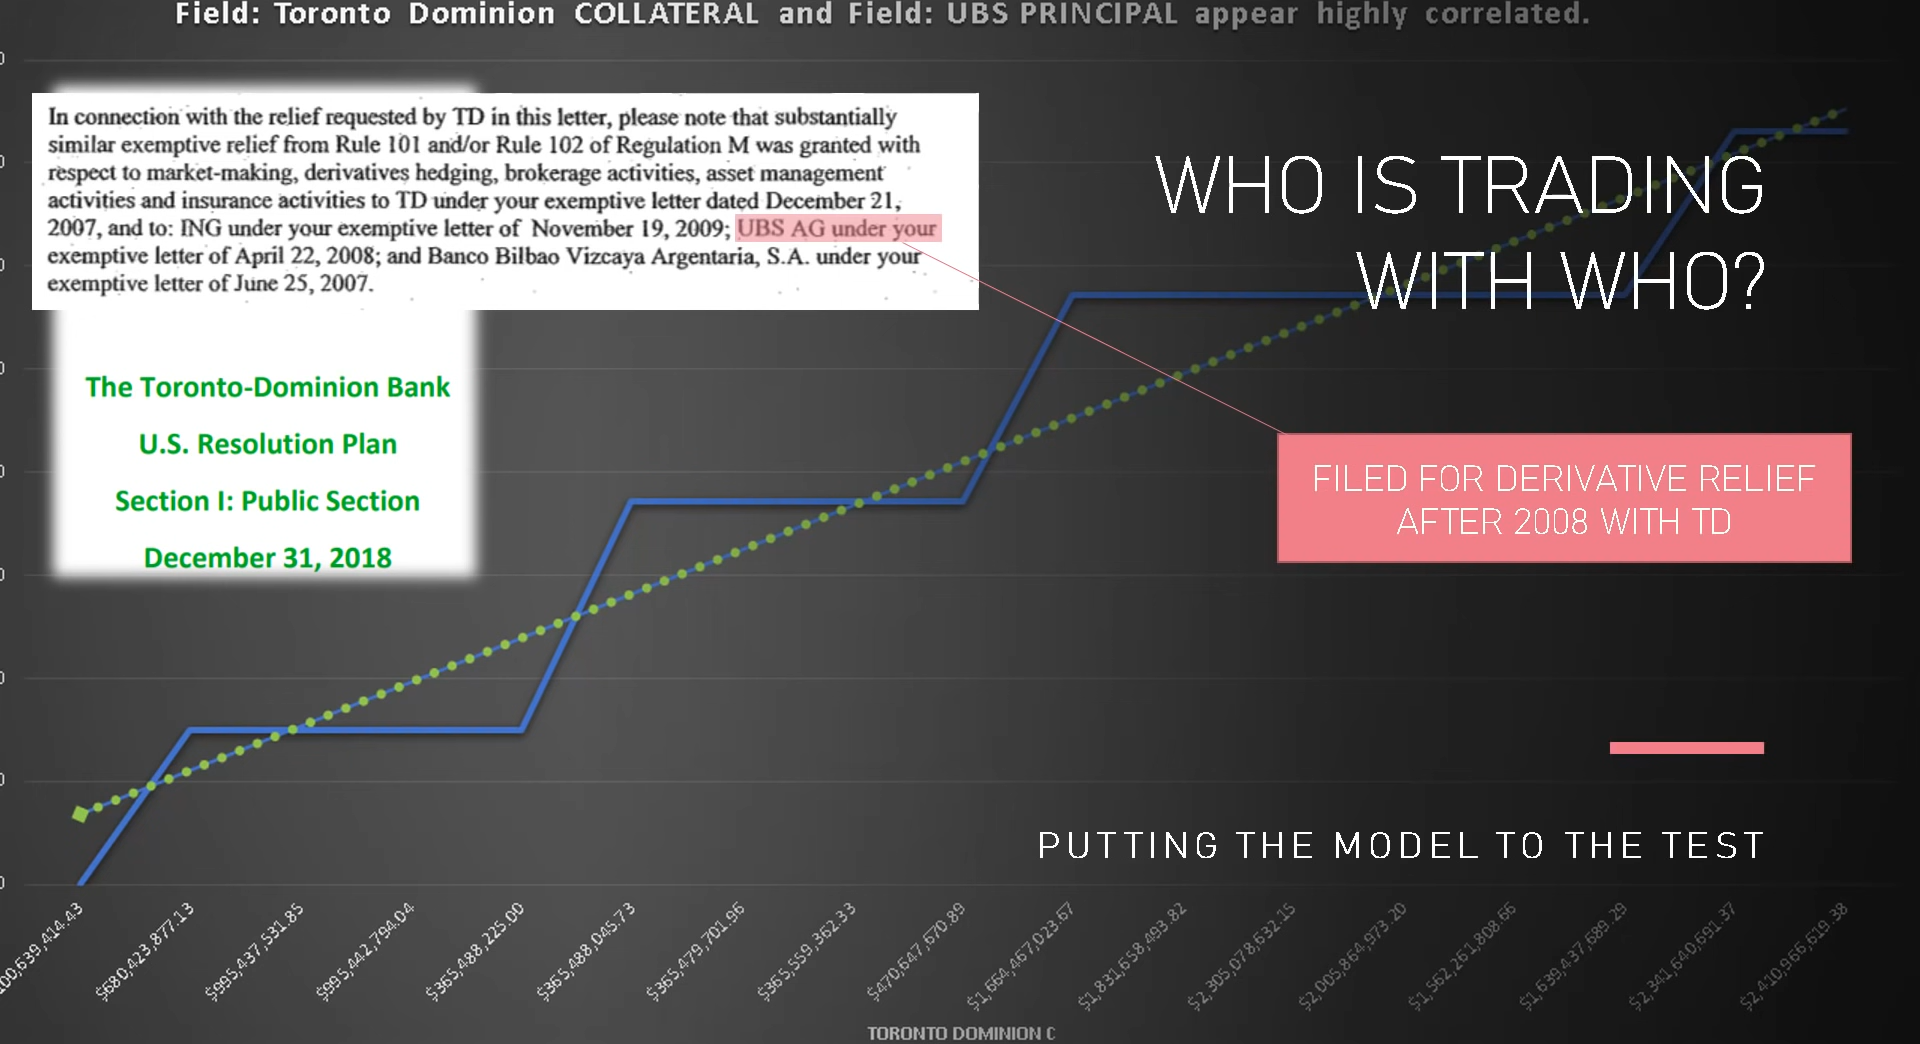 Field: Toronto Dominion COLLATERAL and Field: UBS PRINCIPAL appear highly correlated.
In connection with the relief requested by TD in this letter, please note that substantially
similar exemptive relief from Rule 101 and/or Rule 102 of Regulation M was granted with
respect to market-making, derivatives hedging, brokerage activities, asset management
activities and insurance activities to TD under your exemptive letter dated December 21,
2007, and to: ING under your exemptive letter of November 19, 2009; UBS AG under your
exemptive letter of April 22, 2008; and Banco Bilbao Vizcaya Argentaria, S.A. under your
exemptive letter of June 25, 2007.
WHO IS TRADING
WITH WHO?
The Toronto-Dominion Bank
U.S. Resolution Plan
Section I: Public Section
December 31, 2018
FILED FOR DERIVATIVE RELIEF
AFTER 2008 WITH TD
PUTTING THE MODEL TO THE TEST
00,639,414.43
$680,423,877.13
$995,437,531.85
$995,442,794.04
$365,488,225.00
$365,488,045.73
$365,479,701.96
$365,559,362.33
$470,647,670.89
$1,664,467,023.67
$1,831,658,493.82
$2,305,078,632.15
$2,005,864,973.20
$1,562,261,808.66
$1,639,437,689.29
$2,341,640,691.37
$2,410,966,619.38
TORONTO DOMINION C